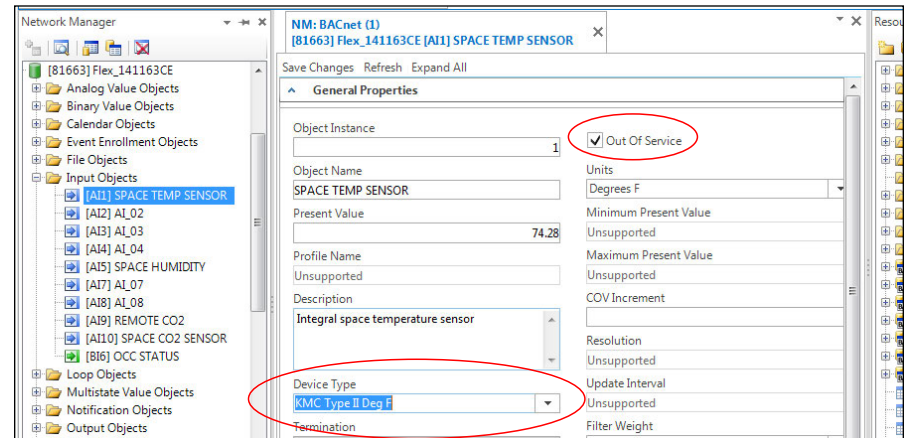 Network Manager
[81663] Flex_141163CE
Analog Value Objects
Binary Value Objects
Calendar Objects
Event Enrollment Objects
File Objects
Input Objects
[AI1] SPACE TEMP SENSOR
[AI2] AI_02
[AI3] AI_03
[AI4] AI_04
[AI5] SPACE HUMIDITY
[AI7] AI_07
[AI8] AI_08
[AI9] REMOTE CO2
[AI10] SPACE CO2 SENSOR
[BI6] OCC STATUS
Loop Objects
Multistate Value Objects
Notification Objects
Output Objects
NM: BACnet (1)
[81663] Flex_141163CE [AI1] SPACE TEMP SENSOR
Save Changes Refresh Expand All
General Properties
Object Instance
1
Object Name
SPACE TEMP SENSOR
Present Value
74.28
Profile Name
Unsupported
Description
Integral space temperature sensor
Device Type
KMC Type II Deg F
Termination
Out Of Service
Units
Degrees F
Minimum Present Value
Unsupported
Maximum Present Value
Unsupported
COV Increment
Resolution
Unsupported
Update Interval
Unsupported
Filter Weight
Resou